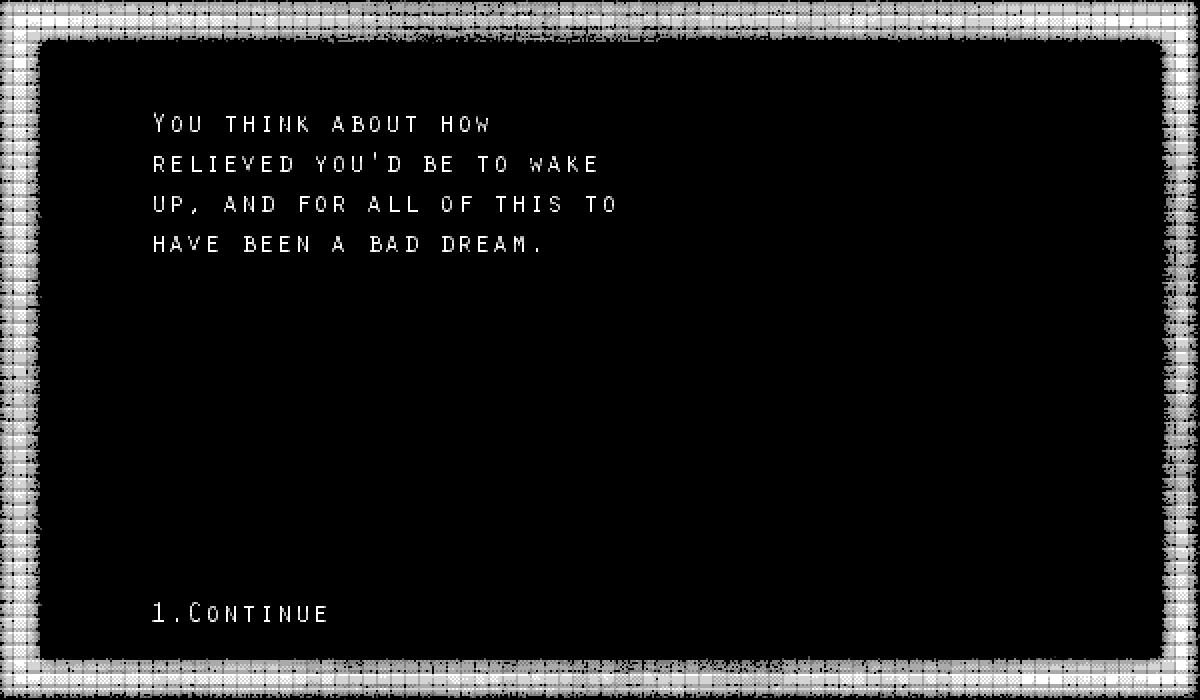 You think about how
relieved you'd be to wake
up, and for all of this to
have been a bad dream.
1.Continue